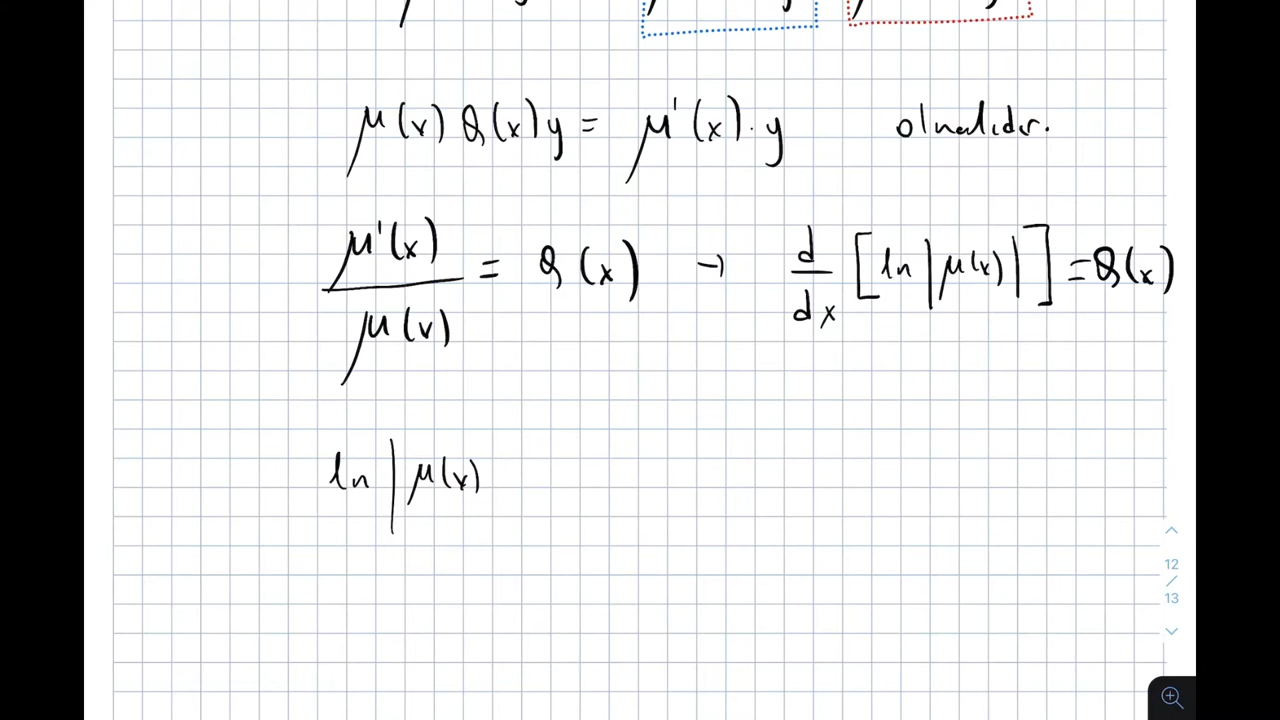 μ(x) Q(x) y = μ'(x) · y olmalıdır.
μ'(x) / μ(x) = Q(x) → d/dx [ln |μ(x)|] = Q(x)
ln | μ(x)
12
/
13